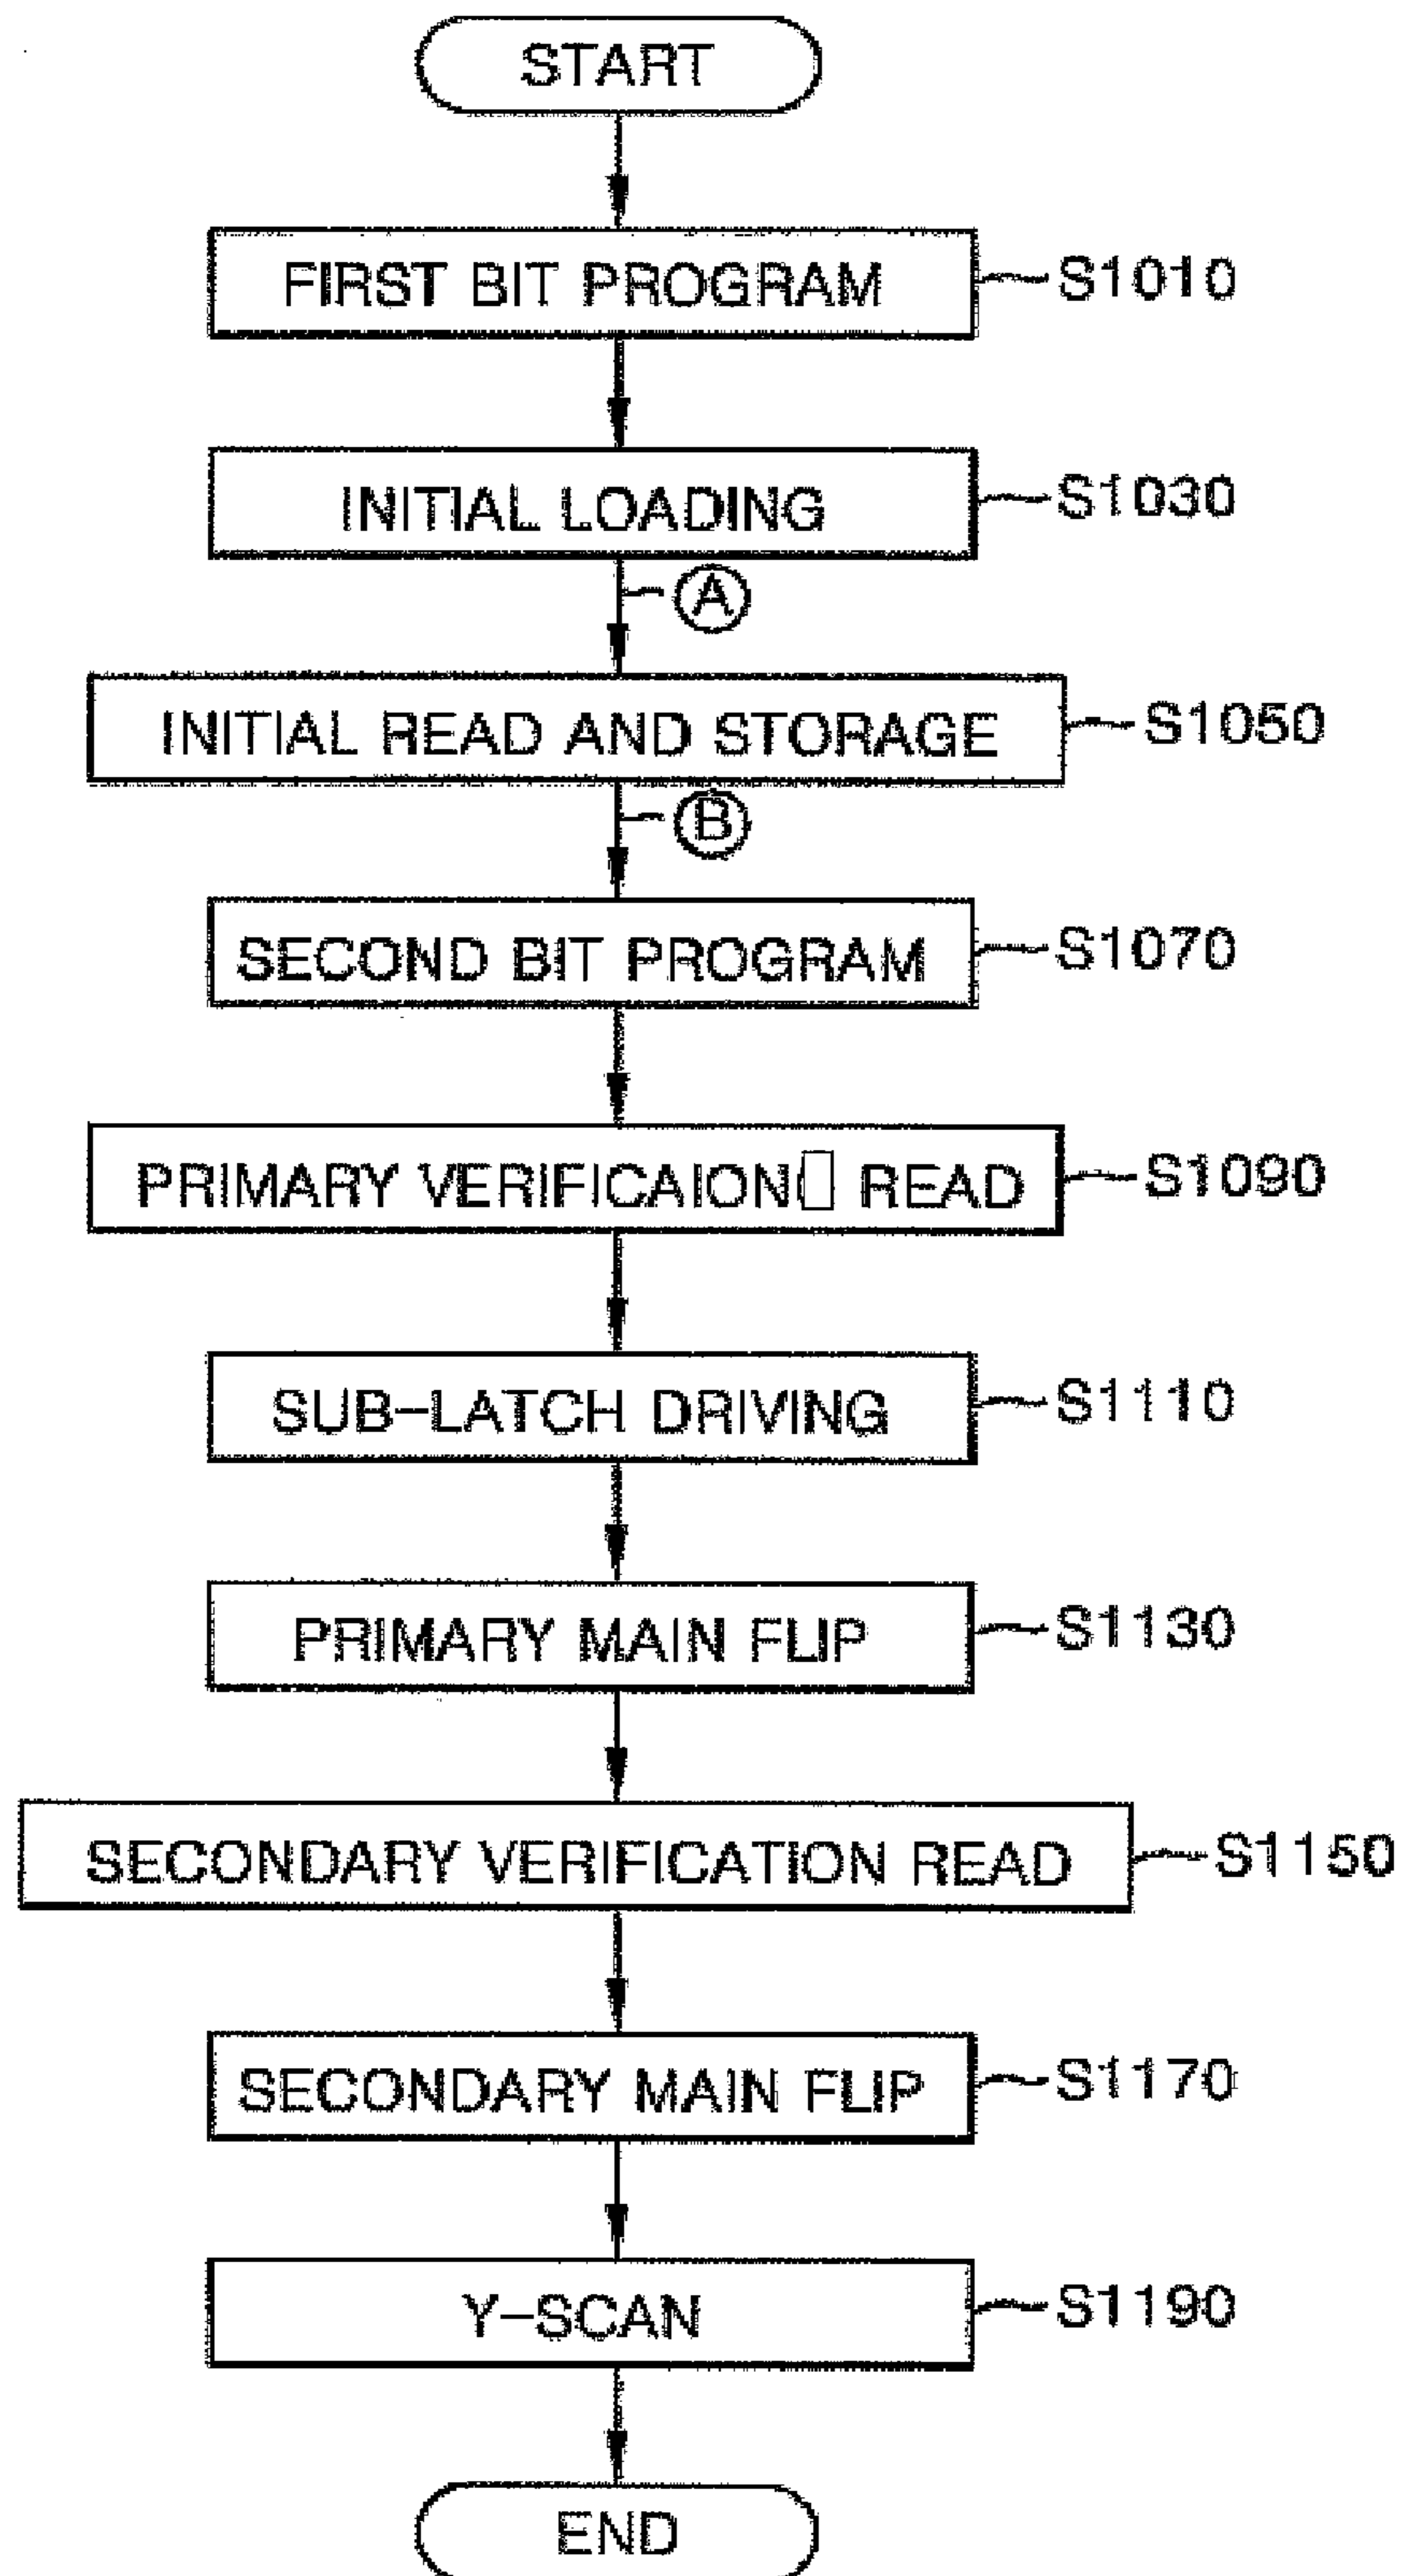 START
FIRST BIT PROGRAM S1010
INITIAL LOADING S1030
A
INITIAL READ AND STORAGE S1050
B
SECOND BIT PROGRAM S1070
PRIMARY VERIFICAION READ S1090
SUB-LATCH DRIVING S1110
PRIMARY MAIN FLIP S1130
SECONDARY VERIFICATION READ S1150
SECONDARY MAIN FLIP S1170
Y-SCAN S1190
END